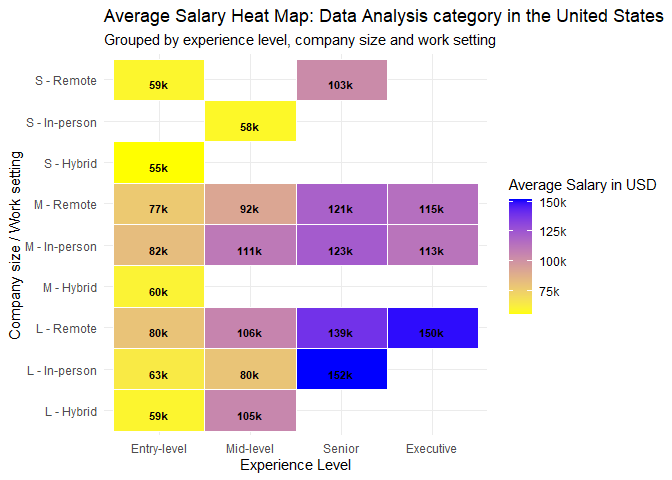 Average Salary Heat Map: Data Analysis category in the United States
Grouped by experience level, company size and work setting
Company size / Work setting
S - Remote 59k 103k
S - In-person 58k
S - Hybrid 55k
M - Remote 77k 92k 121k 115k
M - In-person 82k 111k 123k 113k
M - Hybrid 60k
L - Remote 80k 106k 139k 150k
L - In-person 63k 80k 152k
L - Hybrid 59k 105k
Entry-level Mid-level Senior Executive
Experience Level
Average Salary in USD
150k
125k
100k
75k